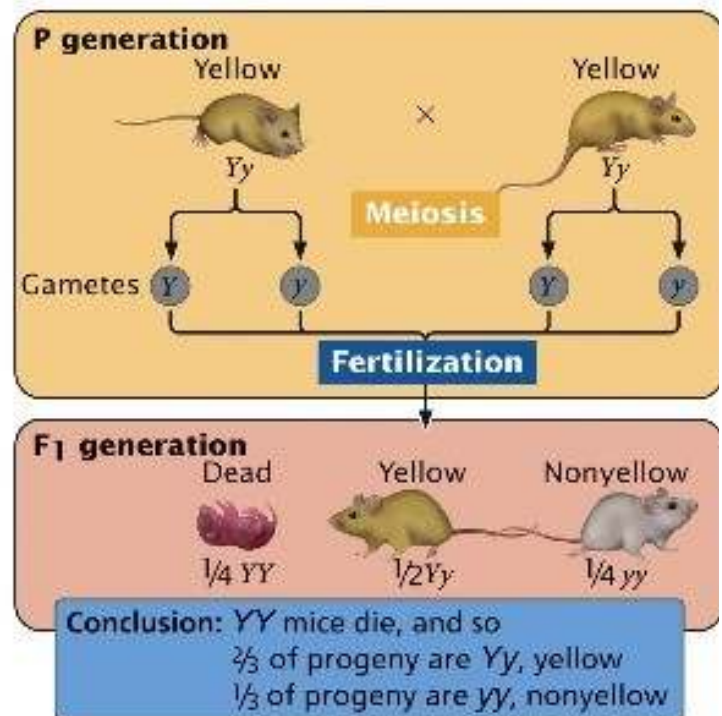 P generation
Yellow Yellow
×
Yy Yy
Meiosis
Gametes Y y Y y
Fertilization
F1 generation
Dead Yellow Nonyellow
1/4 YY 1/2Yy 1/4 yy
Conclusion: YY mice die, and so
2/3 of progeny are Yy, yellow
1/3 of progeny are yy, nonyellow